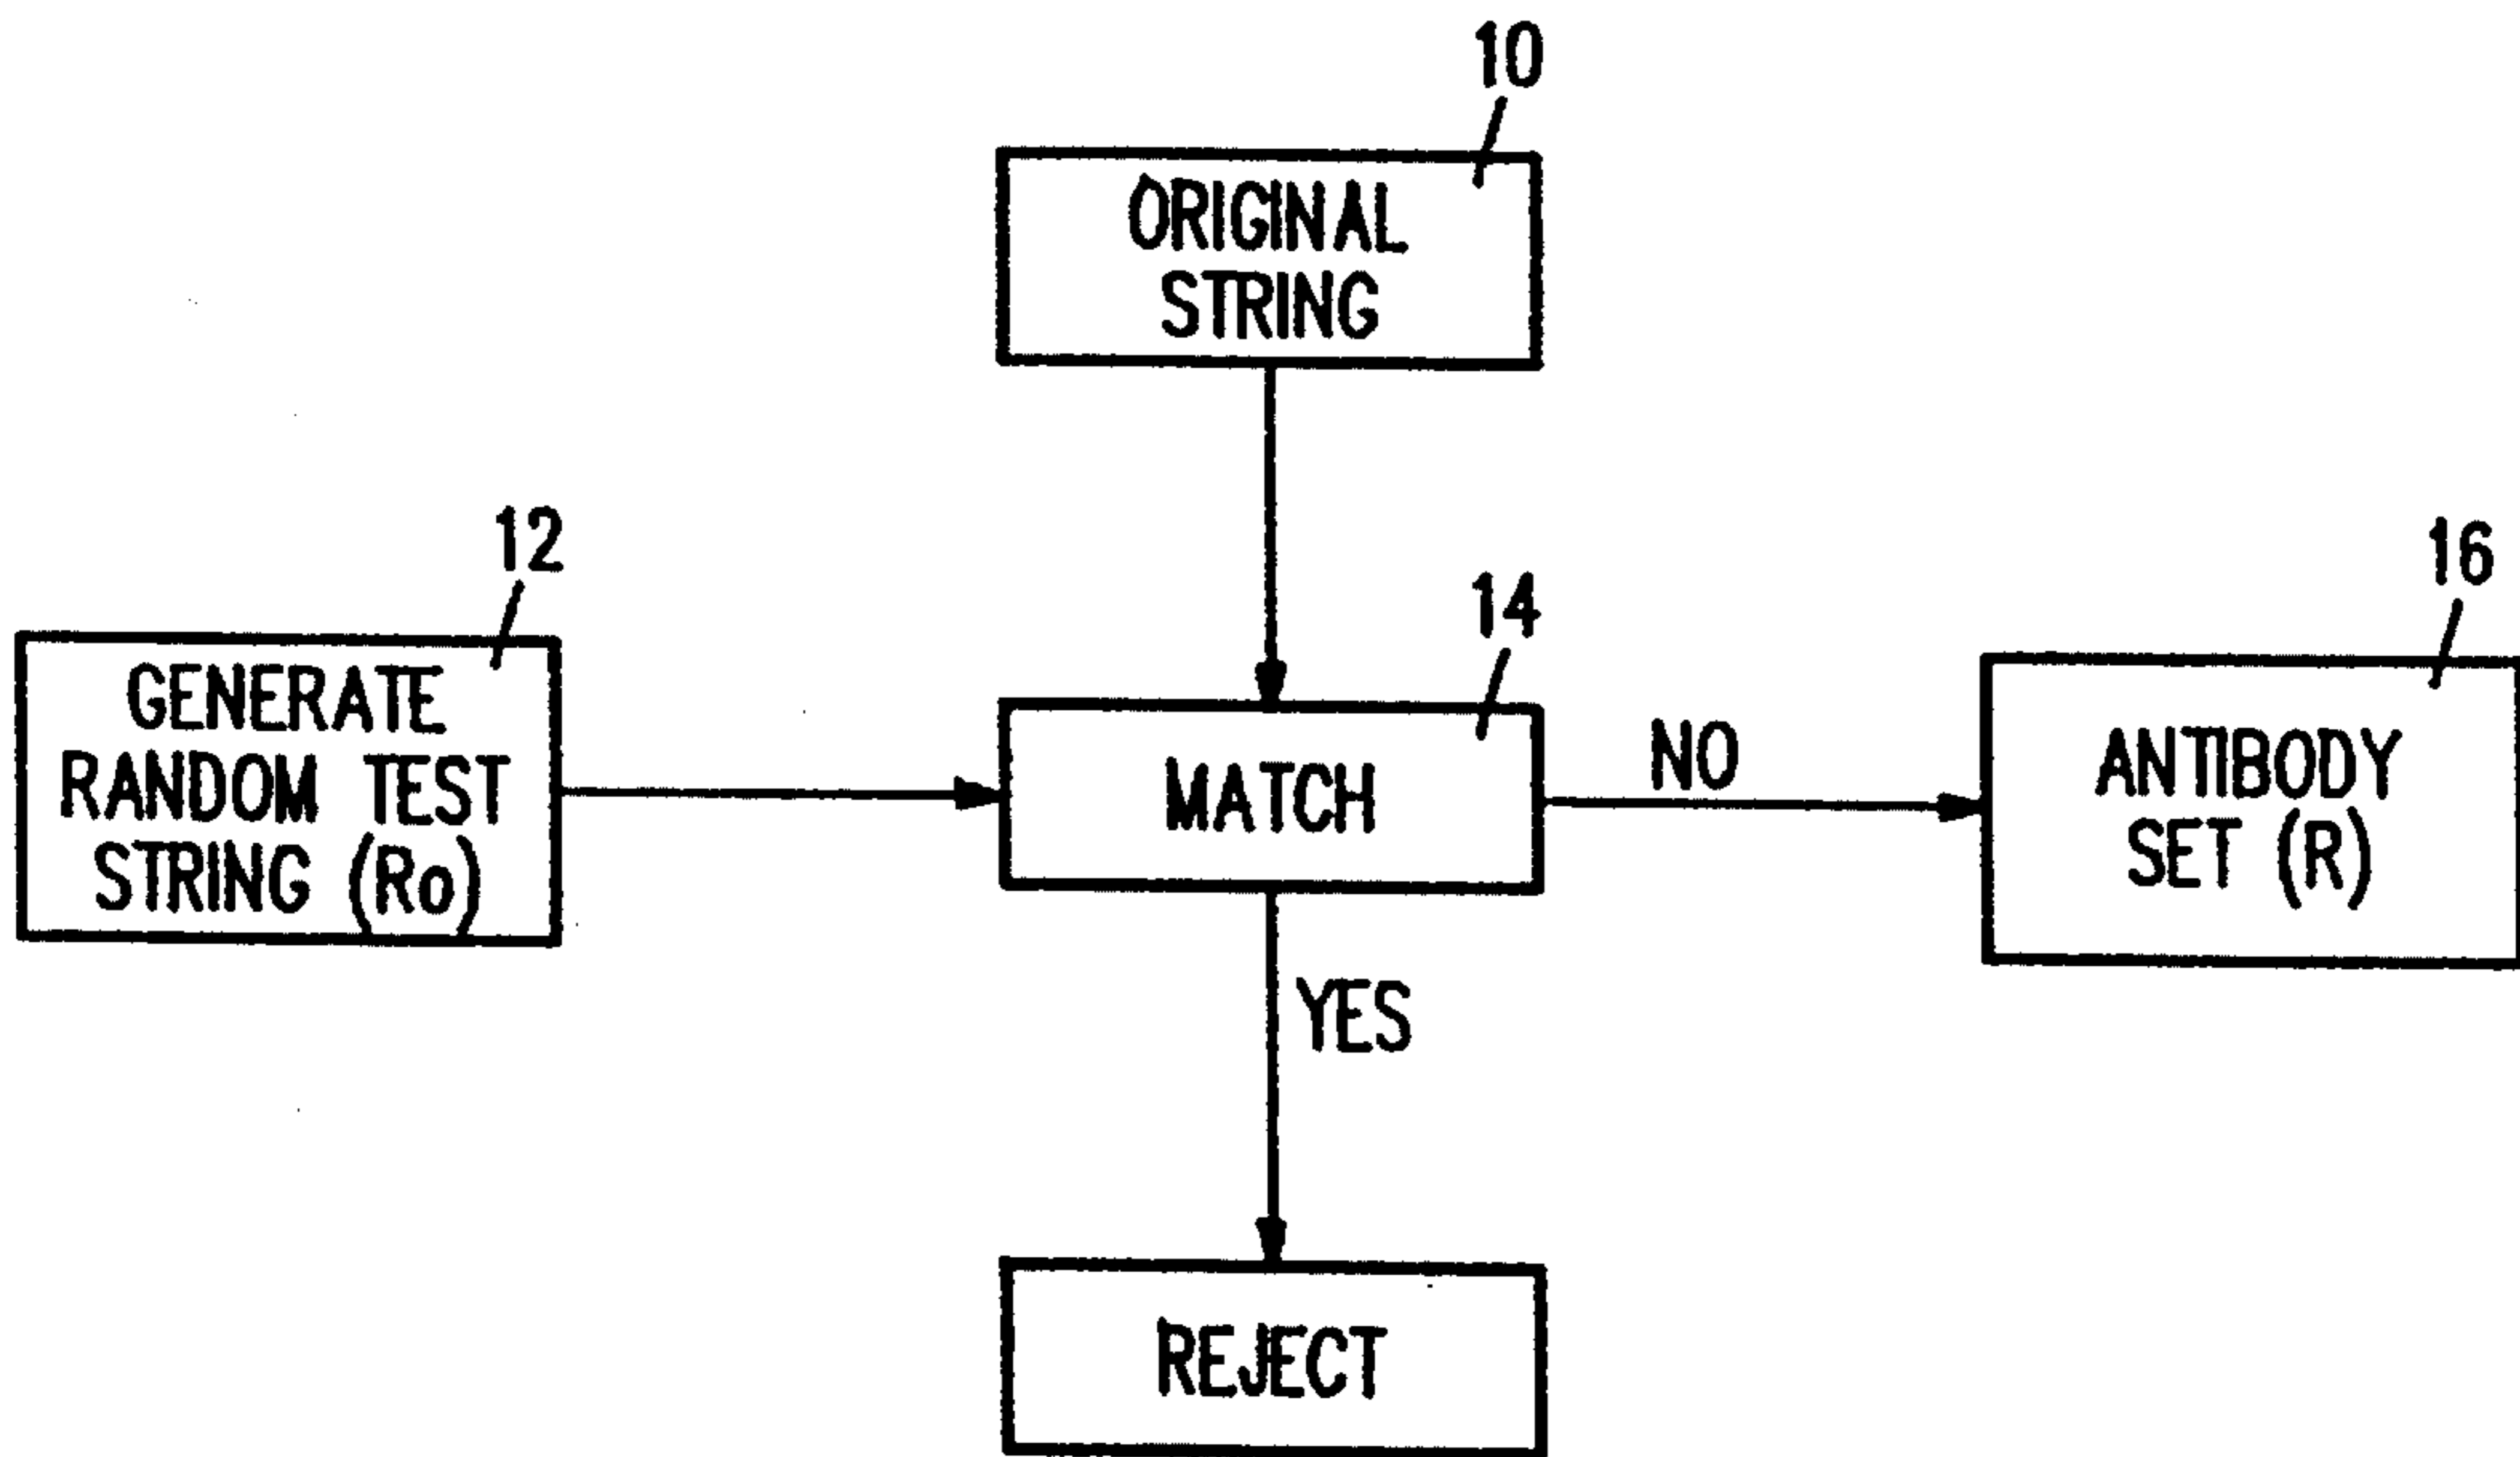 10
ORIGINAL
STRING
12
GENERATE
RANDOM TEST
STRING (Ro)
14
MATCH
NO
16
ANTIBODY
SET (R)
YES
REJECT